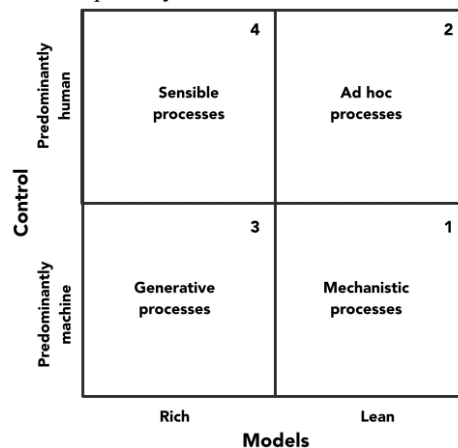 4
2
Sensible
processes
Ad hoc
processes
Predominantly
human
Control
3
1
Generative
processes
Mechanistic
processes
Predominantly
machine
Rich
Lean
Models